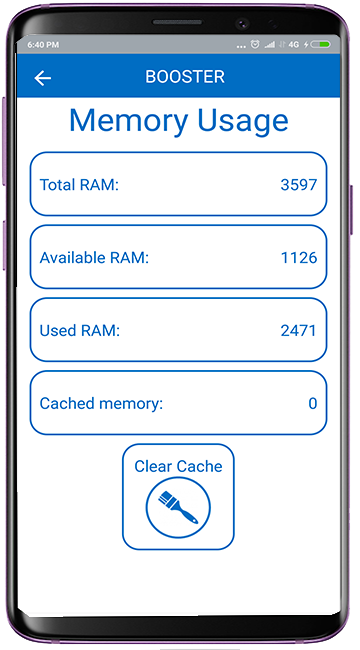 6:40 PM ... 4G
BOOSTER
Memory Usage
Total RAM: 3597
Available RAM: 1126
Used RAM: 2471
Cached memory: 0
Clear Cache